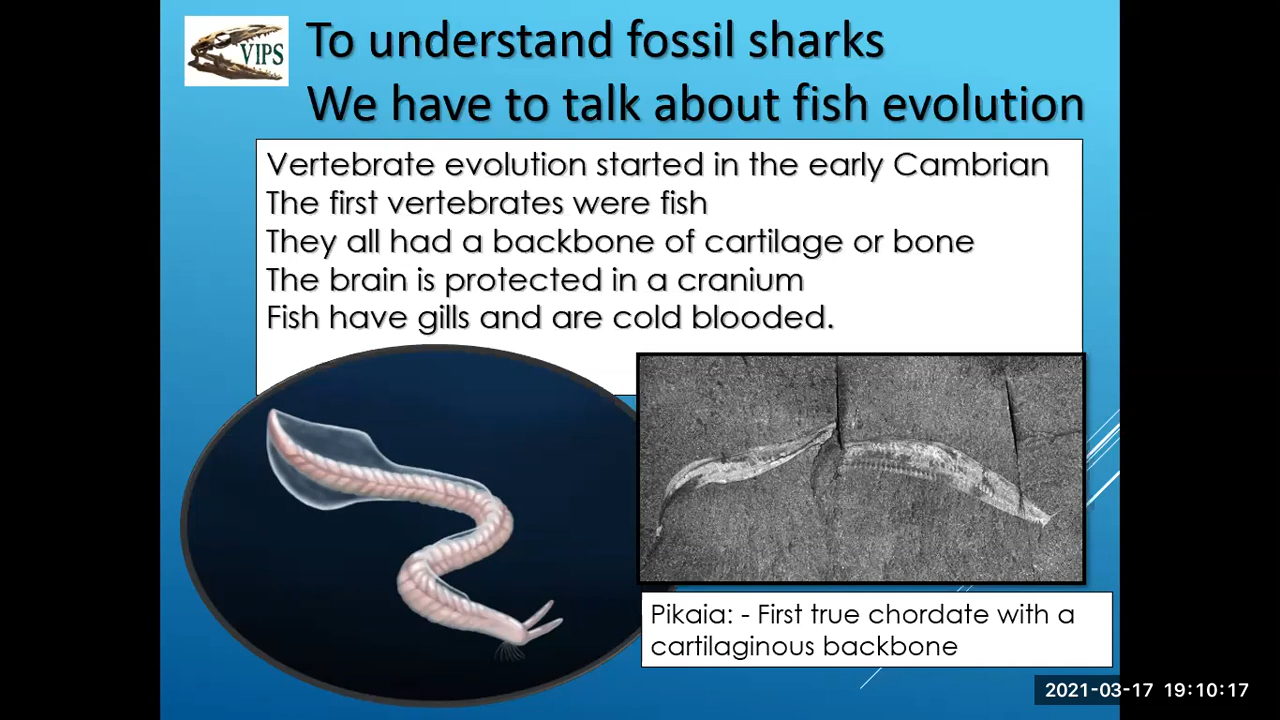 VIPS
To understand fossil sharks
We have to talk about fish evolution
Vertebrate evolution started in the early Cambrian
The first vertebrates were fish
They all had a backbone of cartilage or bone
The brain is protected in a cranium
Fish have gills and are cold blooded.
Pikaia: - First true chordate with a
cartilaginous backbone
2021-03-17 19:10:17